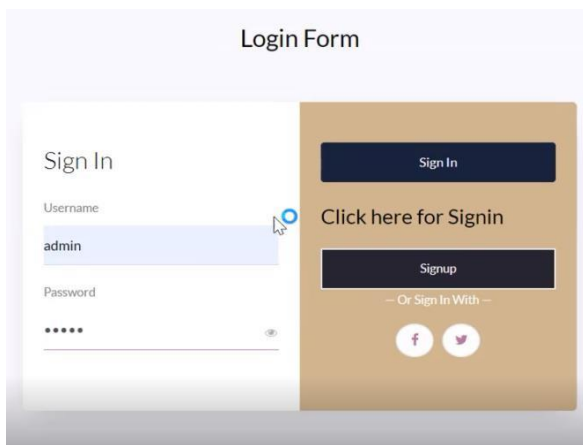 Login Form
Sign In
Username
admin
Password
•••••
Sign In
Click here for Signin
Signup
— Or Sign In With —